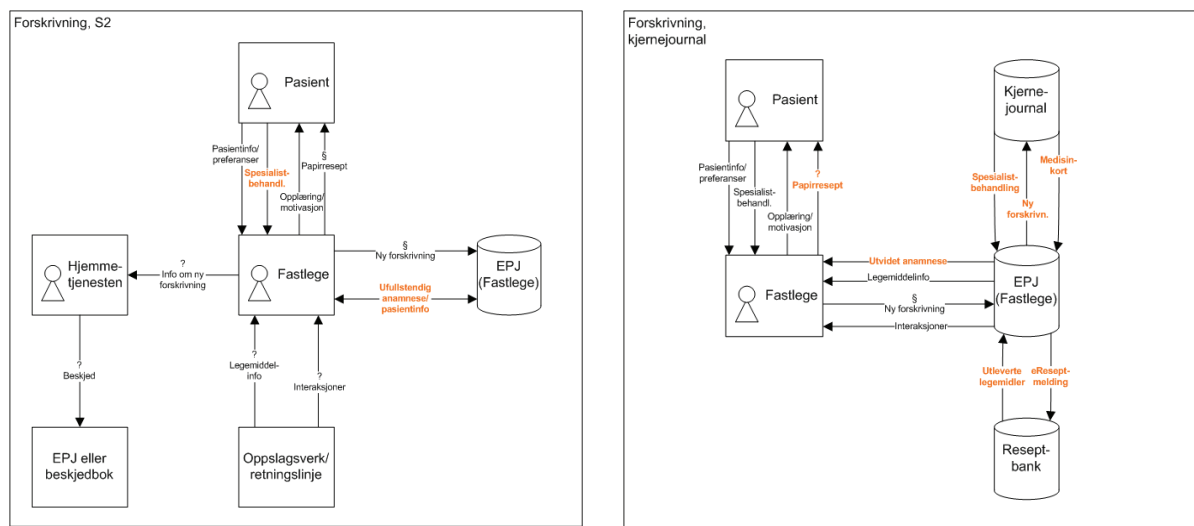 Forskrivning, S2
Pasient
Pasientinfo/
preferanser
Spesialist-
behandl.
§
Papirresept
Opplæring/
motivasjon
Hjemme-
tjenesten
?
Info om ny
forskrivning
Fastlege
§
Ny forskrivning
EPJ
(Fastlege)
Ufullstendig
anamnese/
pasientinfo
?
Beskjed
?
Legemiddel-
info
?
Interaksjoner
EPJ eller
beskjedbok
Oppslagsverk/
retningslinje
Forskrivning,
kjernejournal
Pasient
Kjerne-
journal
Pasientinfo/
preferanser
Spesialist-
behandl.
?
Papirresept
Opplæring/
motivasjon
Spesialist-
behandling
Medisin-
kort
Ny
forskrivn.
Fastlege
Utvidet anamnese
Legemiddelinfo
§
Ny forskrivning
Interaksjoner
EPJ
(Fastlege)
Utleverte
legemidler
eResept-
melding
Resept-
bank